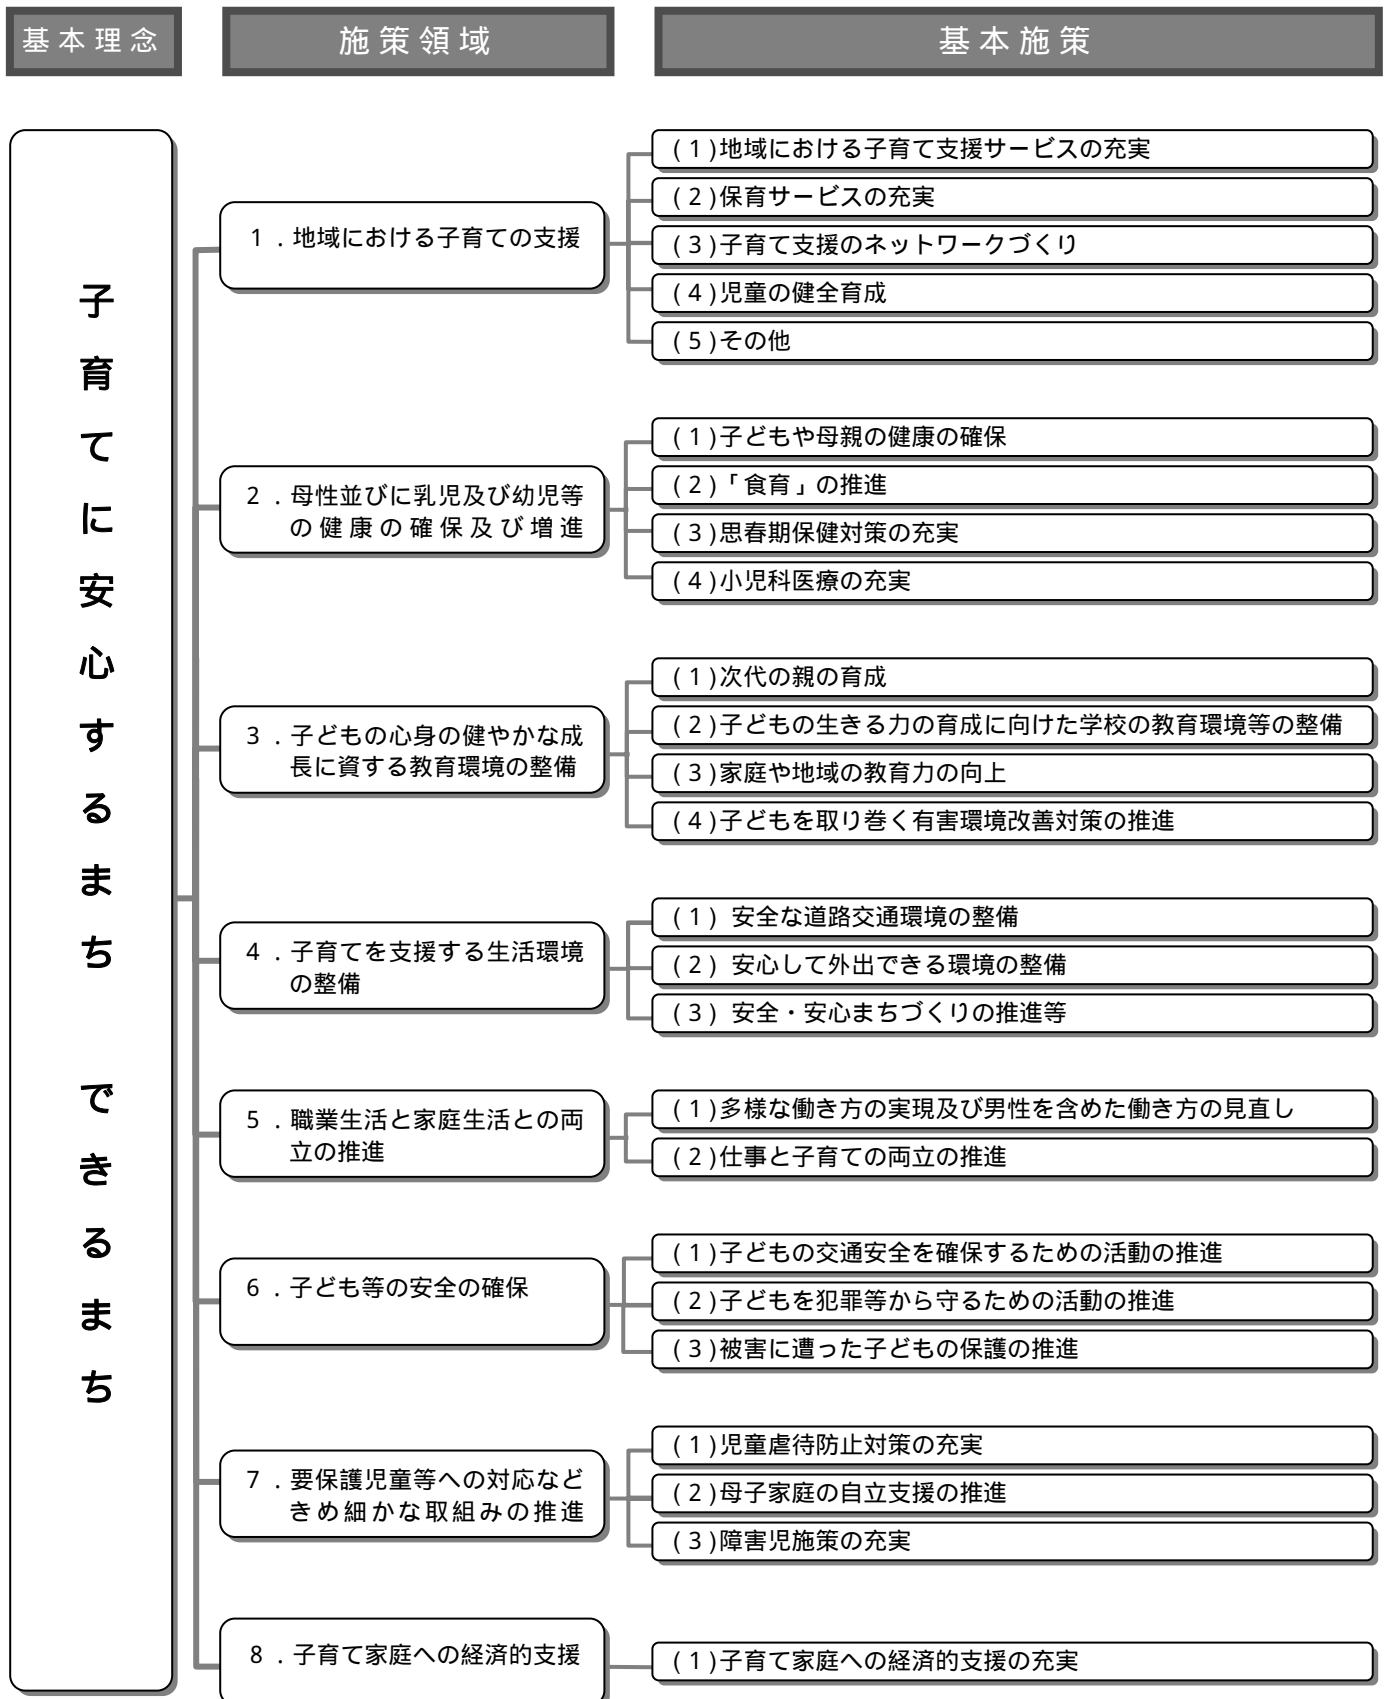 基本理念
施策領域
基本施策
子育てに安心するまち　できるまち
1．地域における子育ての支援
(1)地域における子育て支援サービスの充実
(2)保育サービスの充実
(3)子育て支援のネットワークづくり
(4)児童の健全育成
(5)その他
2．母性並びに乳児及び幼児等
の健康の確保及び増進
(1)子どもや母親の健康の確保
(2)「食育」の推進
(3)思春期保健対策の充実
(4)小児科医療の充実
3．子どもの心身の健やかな成
長に資する教育環境の整備
(1)次代の親の育成
(2)子どもの生きる力の育成に向けた学校の教育環境等の整備
(3)家庭や地域の教育力の向上
(4)子どもを取り巻く有害環境改善対策の推進
4．子育てを支援する生活環境
の整備
(1) 安全な道路交通環境の整備
(2) 安心して外出できる環境の整備
(3) 安全・安心まちづくりの推進等
5．職業生活と家庭生活との両
立の推進
(1)多様な働き方の実現及び男性を含めた働き方の見直し
(2)仕事と子育ての両立の推進
6．子ども等の安全の確保
(1)子どもの交通安全を確保するための活動の推進
(2)子どもを犯罪等から守るための活動の推進
(3)被害に遭った子どもの保護の推進
7．要保護児童等への対応など
きめ細かな取組みの推進
(1)児童虐待防止対策の充実
(2)母子家庭の自立支援の推進
(3)障害児施策の充実
8．子育て家庭への経済的支援
(1)子育て家庭への経済的支援の充実